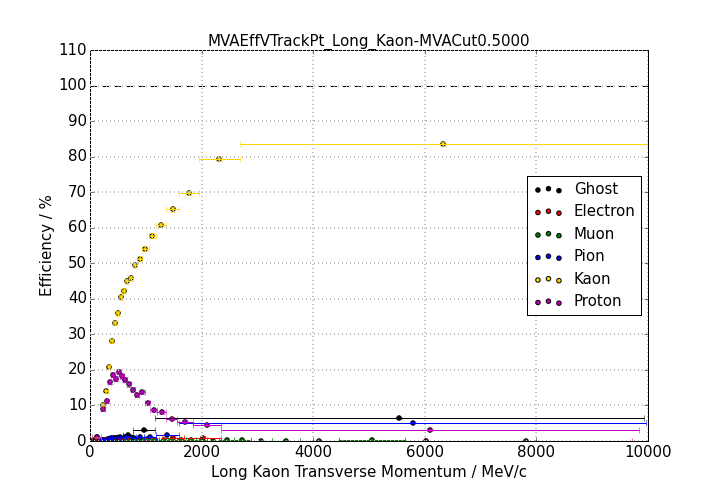 MVAEffVTrackPt_Long_Kaon-MVACut0.5000
110
100
90
80
70
60
50
40
30
20
10
0
Efficiency / %
Ghost
Electron
Muon
Pion
Kaon
Proton
0 2000 4000 6000 8000 10000
Long Kaon Transverse Momentum / MeV/c